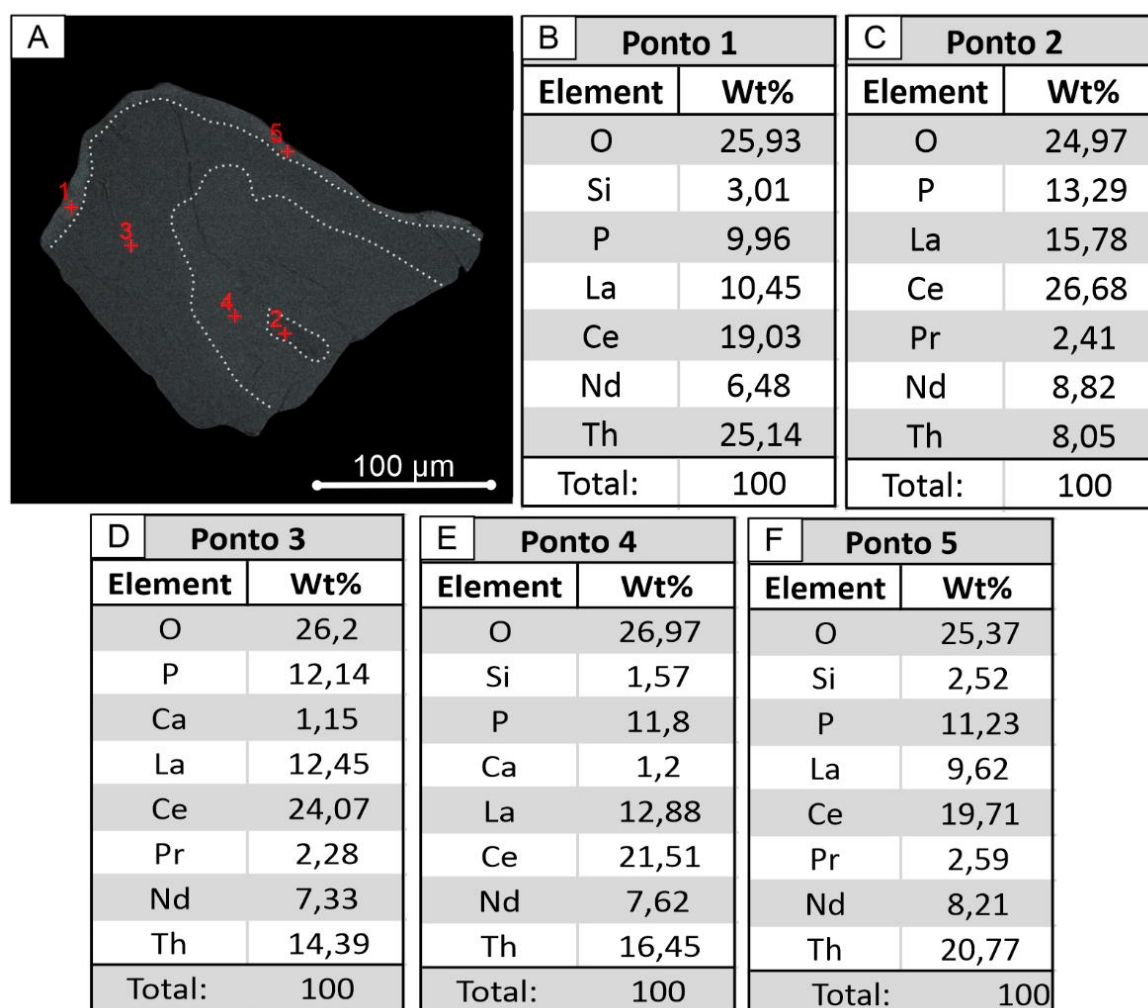 A
5
1
3
4
2
100 µm
B Ponto 1
Element Wt%
O 25,93
Si 3,01
P 9,96
La 10,45
Ce 19,03
Nd 6,48
Th 25,14
Total: 100
C Ponto 2
Element Wt%
O 24,97
P 13,29
La 15,78
Ce 26,68
Pr 2,41
Nd 8,82
Th 8,05
Total: 100
D Ponto 3
Element Wt%
O 26,2
P 12,14
Ca 1,15
La 12,45
Ce 24,07
Pr 2,28
Nd 7,33
Th 14,39
Total: 100
E Ponto 4
Element Wt%
O 26,97
Si 1,57
P 11,8
Ca 1,2
La 12,88
Ce 21,51
Nd 7,62
Th 16,45
Total: 100
F Ponto 5
Element Wt%
O 25,37
Si 2,52
P 11,23
La 9,62
Ce 19,71
Pr 2,59
Nd 8,21
Th 20,77
Total: 100